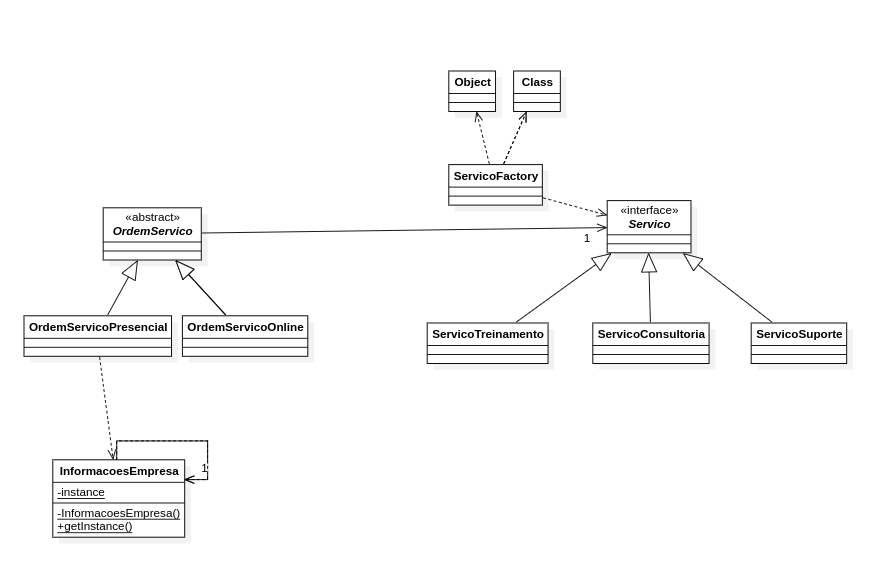 Object
Class
ServicoFactory
«abstract»
OrdemServico
«interface»
Servico
1
OrdemServicoPresencial
OrdemServicoOnline
ServicoTreinamento
ServicoConsultoria
ServicoSuporte
InformacoesEmpresa
1
-instance
-InformacoesEmpresa()
+getInstance()